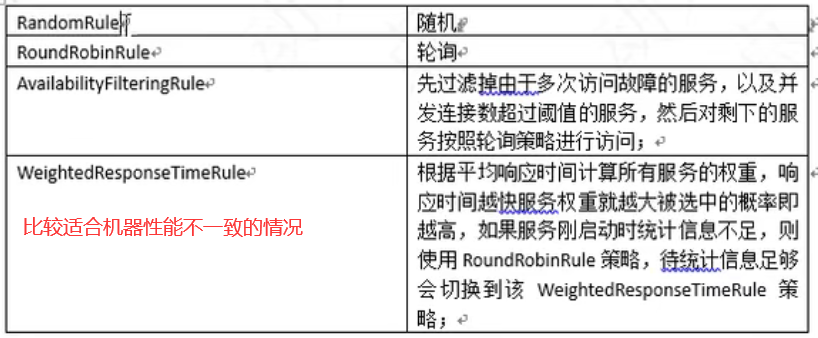 RandomRule
随机
RoundRobinRule
轮询
AvailabilityFilteringRule
先过滤掉由于多次访问故障的服务，以及并
发连接数超过阈值的服务，然后对剩下的服
务按照轮询策略进行访问；
WeightedResponseTimeRule
比较适合机器性能不一致的情况
根据平均响应时间计算所有服务的权重，响
应时间越快服务权重就越大被选中的概率即
越高，如果服务刚启动时统计信息不足，则
使用 RoundRobinRule 策略，待统计信息足够
会切换到该 WeightedResponseTimeRule 策
略；